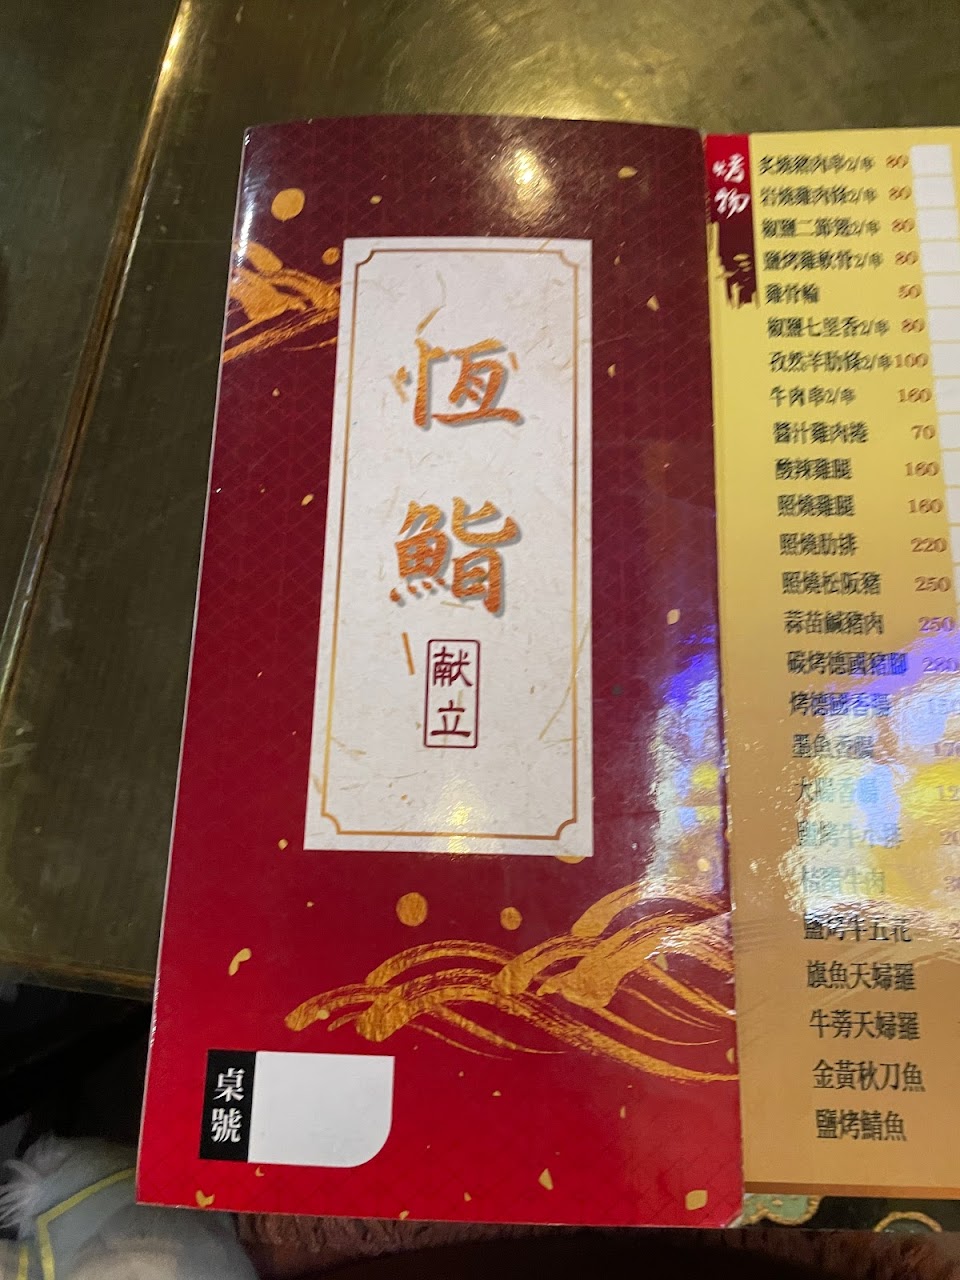 恆
鮨
献立
桌號
烤物
炙燒豬肉串2/串 80
岩燒雞肉條2/串 80
椒鹽二節翅2/串 80
鹽烤雞軟骨2/串 80
雞骨輪 50
椒鹽七里香2/串 80
孜然羊肋條2/串 100
牛肉串2/串 160
醬汁雞肉捲 70
酸辣雞腿 160
照燒雞腿 160
照燒肋排 220
照燒松阪豬 250
蒜苗鹹豬肉 250
碳烤德國豬腳 280
烤德國香腸
墨魚香腸 170
大腸香腸
鹽烤牛小排
鹽烤牛五花
旗魚天婦羅
牛蒡天婦羅
金黃秋刀魚
鹽烤鯖魚